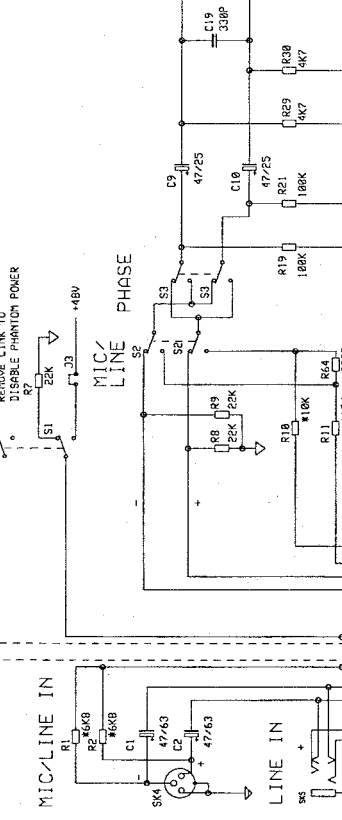 REMOVE LINK TO
DISABLE PHANTOM POWER
R7
22K
S1
J3
+48V
MIC/
LINE
PHASE
C19
330P
R30
4K7
R29
4K7
C9
47/25
C10
47/25
R21
100K
R19
100K
S3
S3
S2
S2
R9
22K
R8
22K
-
+
R10
*10K
R11
R64
MIC/LINE IN
R1
*6K8
R2
*6K8
C1
47/63
C2
47/63
-
+
SK4
LINE IN
SK5
+
-